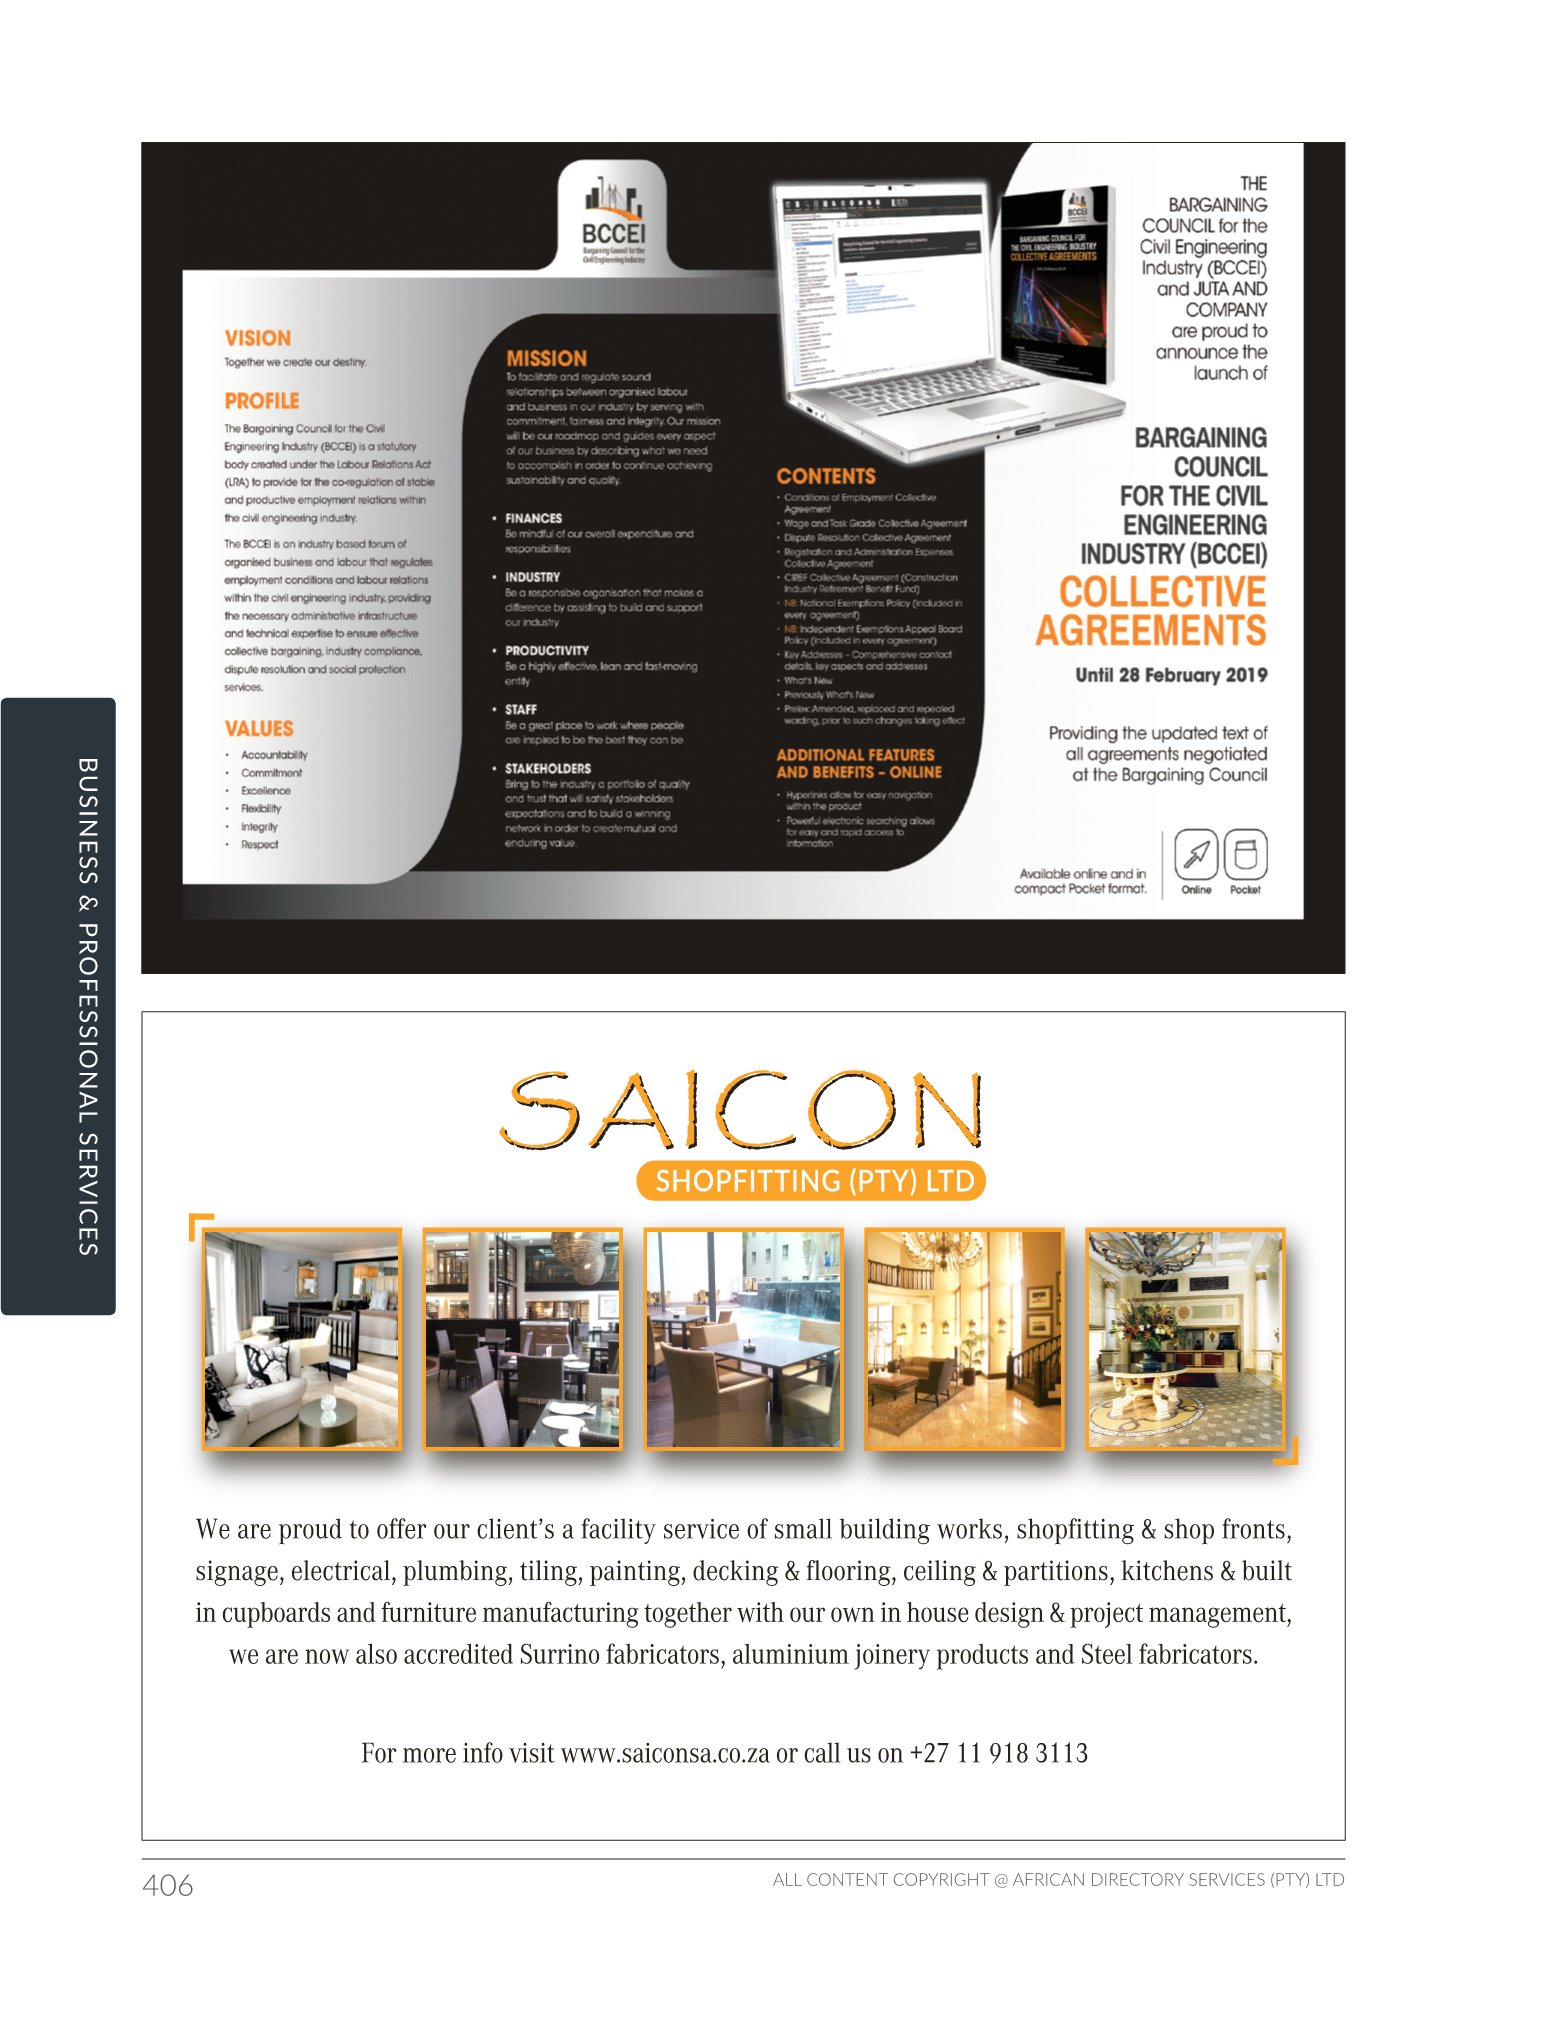 BCCEI
Bargaining Council for the
Civil Engineering Industry
VISION
Together we create our destiny.
PROFILE
The Bargaining Council for the Civil
Engineering Industry (BCCEI) is a statutory
body created under the Labour Relations Act
(LRA) to provide for the co-regulation of stable
and productive employment relations within
the civil engineering industry.
The BCCEI is an industry based forum of
organised business and labour that regulates
employment conditions and labour relations
within the civil engineering industry, providing
the necessary administrative infrastructure
and technical expertise to ensure effective
collective bargaining, industry compliance,
dispute resolution and social protection
services.
VALUES
• Accountability
• Commitment
• Excellence
• Flexibility
• Integrity
• Respect
MISSION
To facilitate and regulate sound
relationships between organised labour
and business in our industry by serving with
commitment, fairness and integrity. Our mission
will be our roadmap and guides every aspect
of our business by describing what we need
to accomplish in order to continue achieving
sustainability and quality.
• FINANCES
Be mindful of our overall expenditure and
responsibilities
• INDUSTRY
Be a responsible organisation that makes a
difference by assisting to build and support
our industry
• PRODUCTIVITY
Be a highly effective, lean and fast-moving
entity
• STAFF
Be a great place to work where people
are inspired to be the best they can be
• STAKEHOLDERS
Bring to the industry a portfolio of quality
and trust that will satisfy stakeholders
expectations and to build a winning
network in order to create mutual and
enduring value.
BCCEI
BARGAINING COUNCIL FOR
THE CIVIL ENGINEERING INDUSTRY
COLLECTIVE AGREEMENTS
CONTENTS
• Conditions of Employment Collective
Agreement
• Wage and Task Grade Collective Agreement
• Dispute Resolution Collective Agreement
• Registration and Administration Expenses
Collective Agreement
• CIRBF Collective Agreement (Construction
Industry Retirement Benefit Fund)
• NB: National Exemptions Policy (included in
every agreement)
• NB: Independent Exemptions Appeal Board
Policy (included in every agreement)
• Key Addresses – Comprehensive contact
details, key aspects and addresses
• What's New
• Previously What's New
• Prelex: Amended, replaced and repealed
wording, prior to such changes taking effect
ADDITIONAL FEATURES
AND BENEFITS – ONLINE
• Hyperlinks allow for easy navigation
within the product
• Powerful electronic searching allows
for easy and rapid access to
information
THE
BARGAINING
COUNCIL for the
Civil Engineering
Industry (BCCEI)
and JUTA AND
COMPANY
are proud to
announce the
launch of
BARGAINING
COUNCIL
FOR THE CIVIL
ENGINEERING
INDUSTRY (BCCEI)
COLLECTIVE
AGREEMENTS
Until 28 February 2019
Providing the updated text of
all agreements negotiated
at the Bargaining Council
Available online and in
compact Pocket format.
Online Pocket
BUSINESS & PROFESSIONAL SERVICES
SAICON
SHOPFITTING (PTY) LTD
We are proud to offer our client’s a facility service of small building works, shopfitting & shop fronts,
signage, electrical, plumbing, tiling, painting, decking & flooring, ceiling & partitions, kitchens & built
in cupboards and furniture manufacturing together with our own in house design & project management,
we are now also accredited Surrino fabricators, aluminium joinery products and Steel fabricators.
For more info visit www.saiconsa.co.za or call us on +27 11 918 3113
406
ALL CONTENT COPYRIGHT @ AFRICAN DIRECTORY SERVICES (PTY) LTD